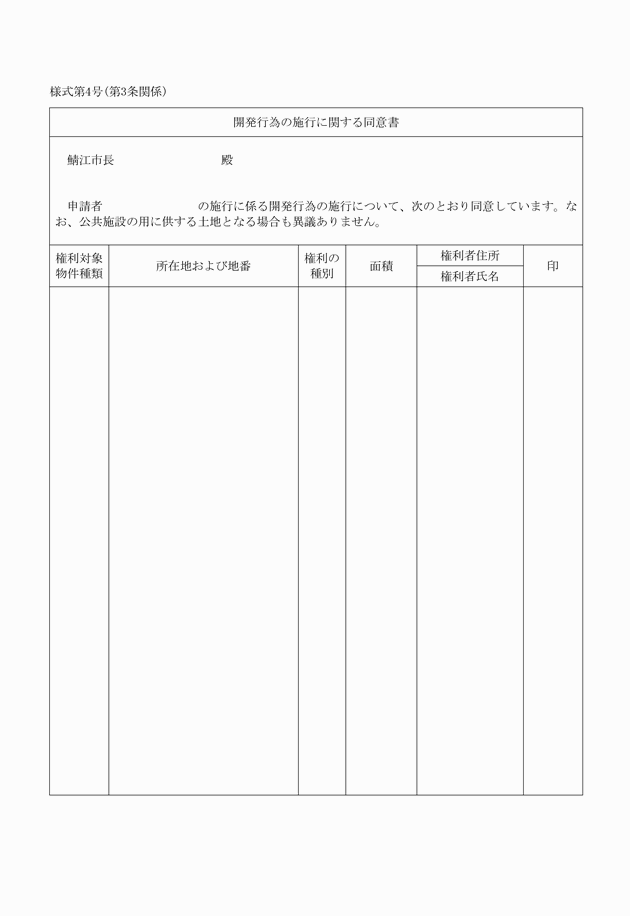 様式第4号(第3条関係)
開発行為の施行に関する同意書
鯖江市長　　　　　　　　　殿
申請者　　　　　　　　の施行に係る開発行為の施行について、次のとおり同意しています。な
お、公共施設の用に供する土地となる場合も異議ありません。
権利対象
物件種類
所在地および地番
権利の
種別
面積
権利者住所
権利者氏名
印